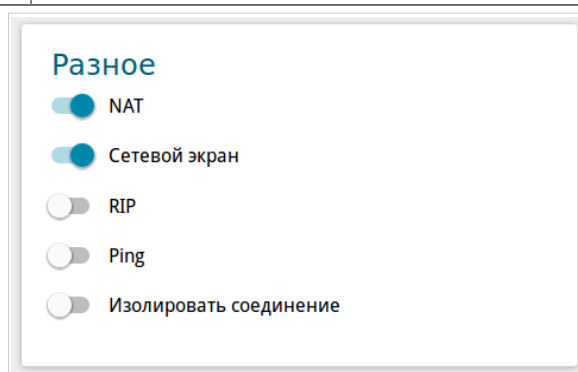 Разное
NAT
Сетевой экран
RIP
Ping
Изолировать соединение